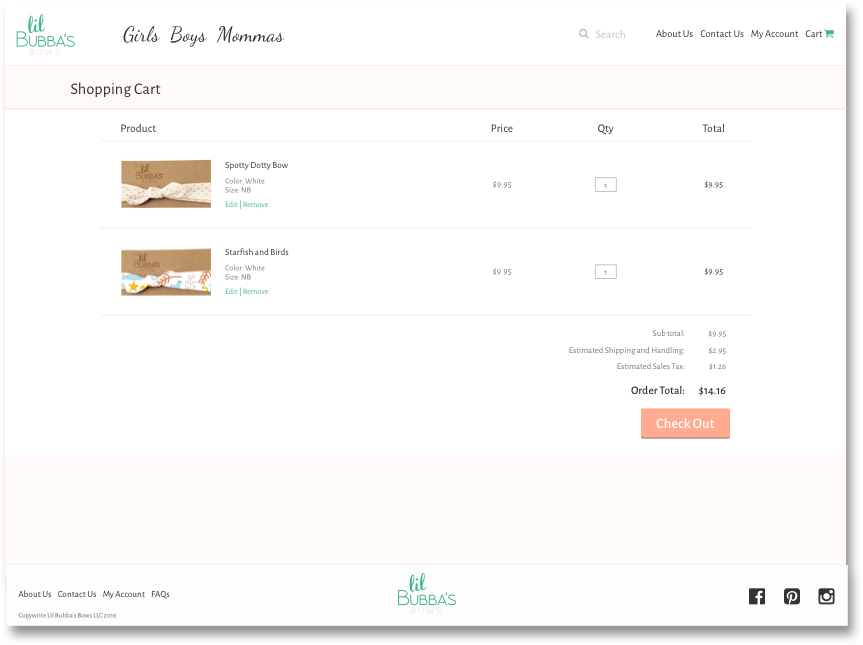 lil
BUBBA'S
BOWS
Girls Boys Mommas
Search
About Us Contact Us My Account Cart
Shopping Cart
Product Price Qty Total
lil
BUBBA'S
Spotty Dotty Bow
Color: White
Size: NB
Edit | Remove
$9.95 1 $9.95
lil
BUBBA'S
Starfish and Birds
Color: White
Size: NB
Edit | Remove
$9.95 1 $9.95
Sub total: $9.95
Estimated Shipping and Handling: $2.95
Estimated Sales Tax: $1.26
Order Total: $14.16
Check Out
About Us Contact Us My Account FAQs
Copywrite Lil Bubba's Bows LLC 2016
lil
BUBBA'S
BOWS